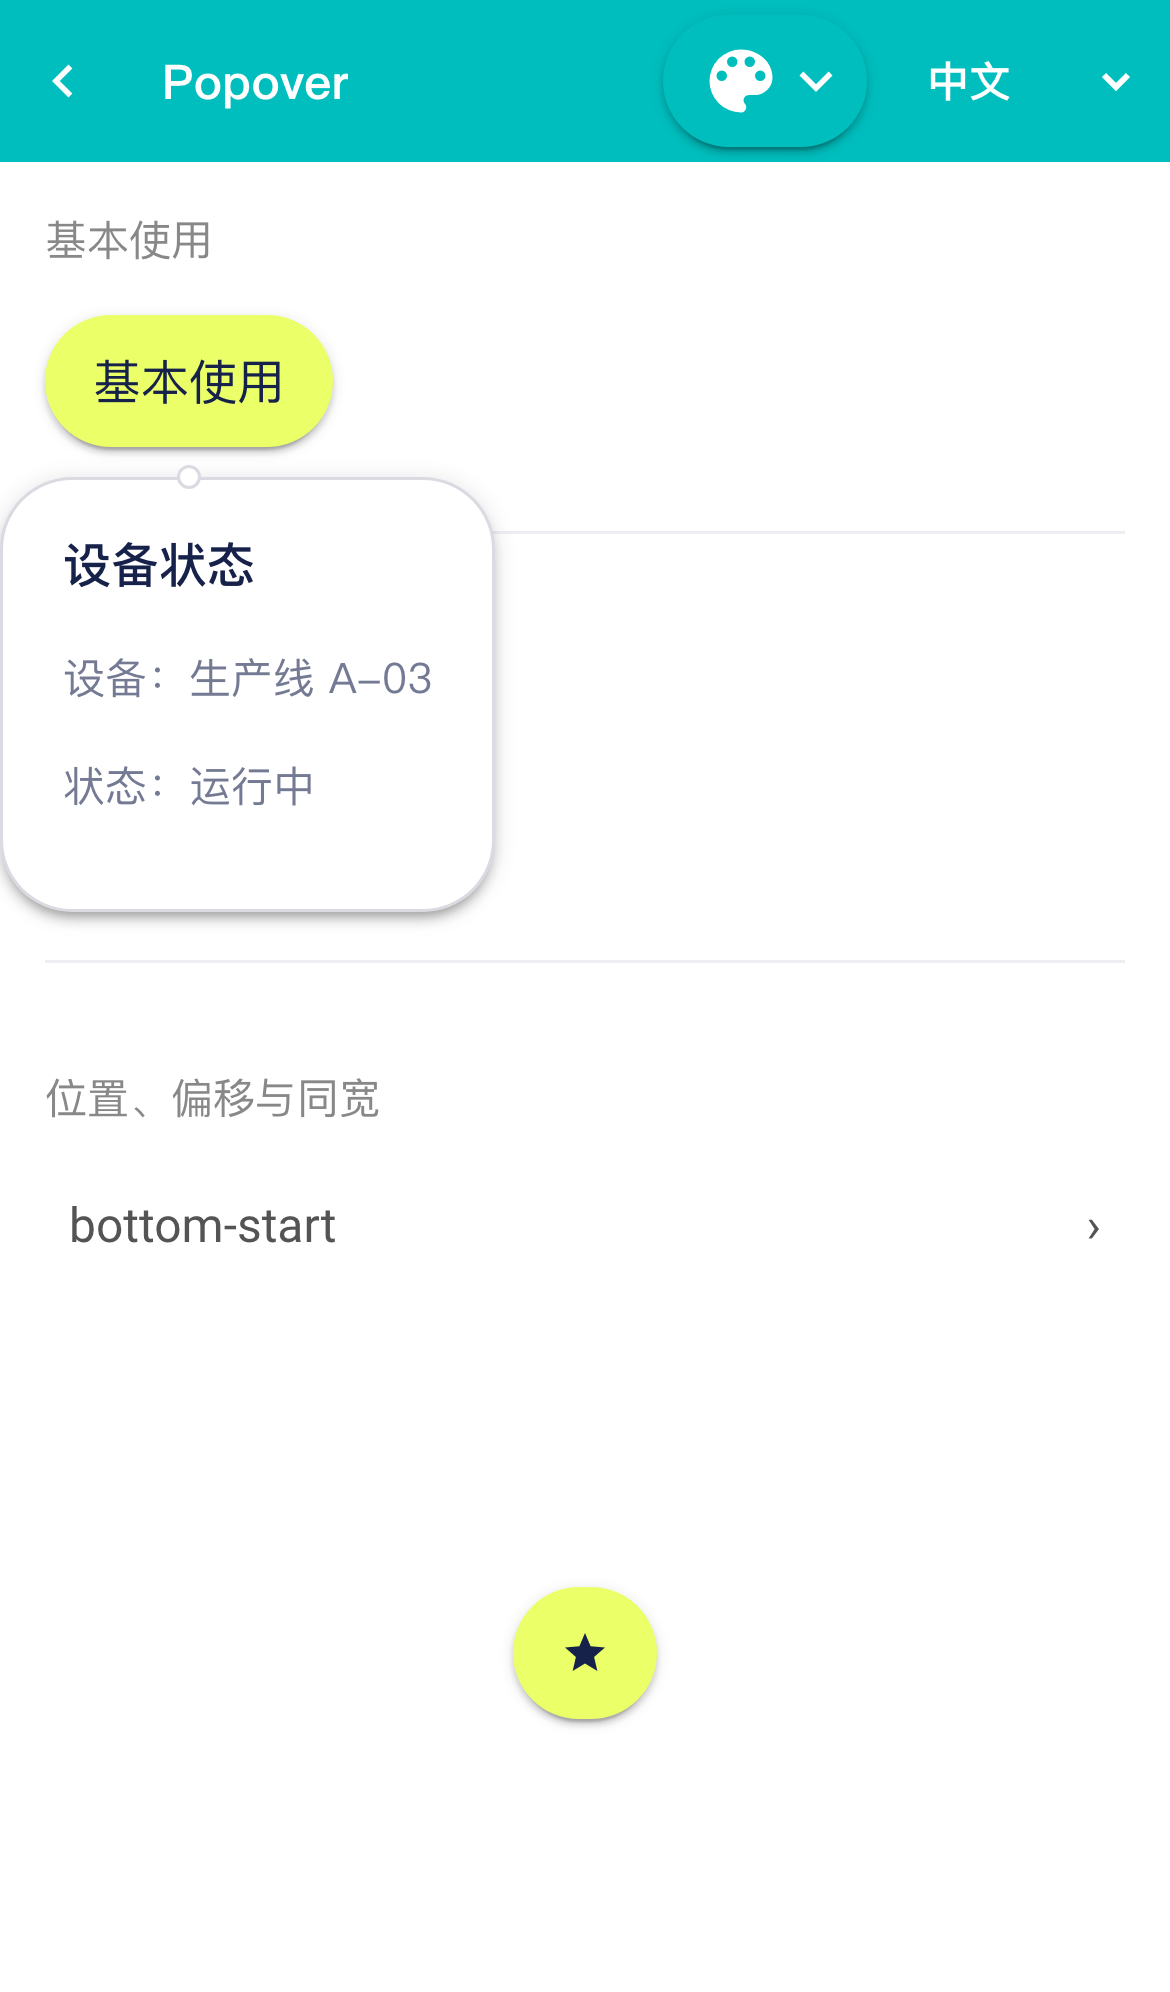 Popover
中文
基本使用
基本使用
设备状态
设备：生产线 A-03
状态：运行中
位置、偏移与同宽
bottom-start